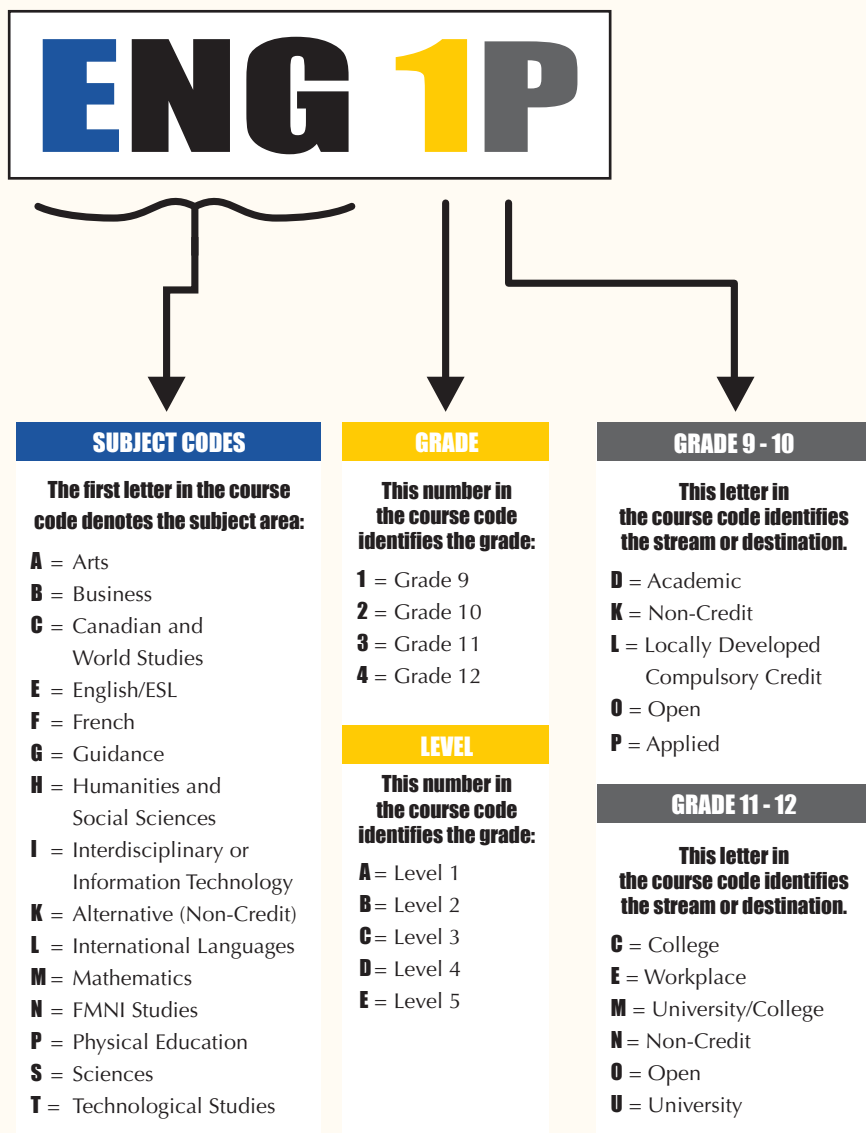 ENG 1P
SUBJECT CODES
The first letter in the course
code denotes the subject area:
A = Arts
B = Business
C = Canadian and
World Studies
E = English/ESL
F = French
G = Guidance
H = Humanities and
Social Sciences
I = Interdisciplinary or
Information Technology
K = Alternative (Non-Credit)
L = International Languages
M = Mathematics
N = FMNI Studies
P = Physical Education
S = Sciences
T = Technological Studies
GRADE
This number in
the course code
identifies the grade:
1 = Grade 9
2 = Grade 10
3 = Grade 11
4 = Grade 12
LEVEL
This number in
the course code
identifies the grade:
A = Level 1
B = Level 2
C = Level 3
D = Level 4
E = Level 5
GRADE 9 - 10
This letter in
the course code identifies
the stream or destination.
D = Academic
K = Non-Credit
L = Locally Developed
Compulsory Credit
O = Open
P = Applied
GRADE 11 - 12
This letter in
the course code identifies
the stream or destination.
C = College
E = Workplace
M = University/College
N = Non-Credit
O = Open
U = University